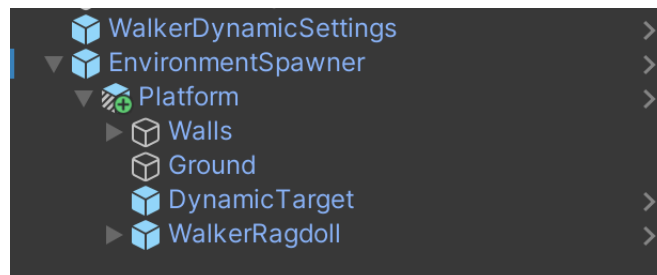 WalkerDynamicSettings
EnvironmentSpawner
Platform
Walls
Ground
DynamicTarget
WalkerRagdoll